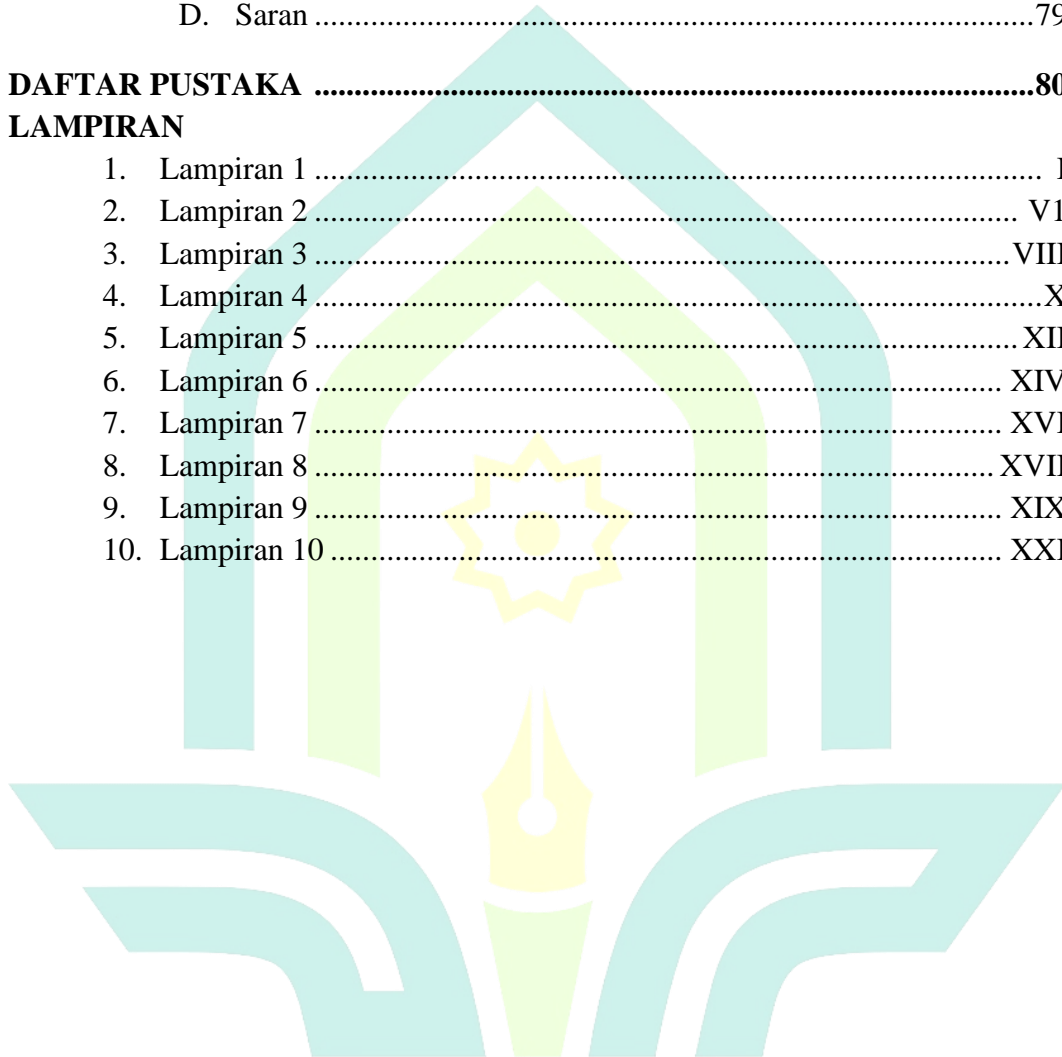 D. Saran ........................................................................................79
DAFTAR PUSTAKA ........................................................................................80
LAMPIRAN
1. Lampiran 1 ........................................................................................ I
2. Lampiran 2 ........................................................................................ V1
3. Lampiran 3 ........................................................................................VIII
4. Lampiran 4 ........................................................................................X
5. Lampiran 5 ........................................................................................ XII
6. Lampiran 6 ........................................................................................ XIV
7. Lampiran 7 ........................................................................................ XVI
8. Lampiran 8 ........................................................................................ XVII
9. Lampiran 9 ........................................................................................ XIX
10. Lampiran 10 ........................................................................................ XXI